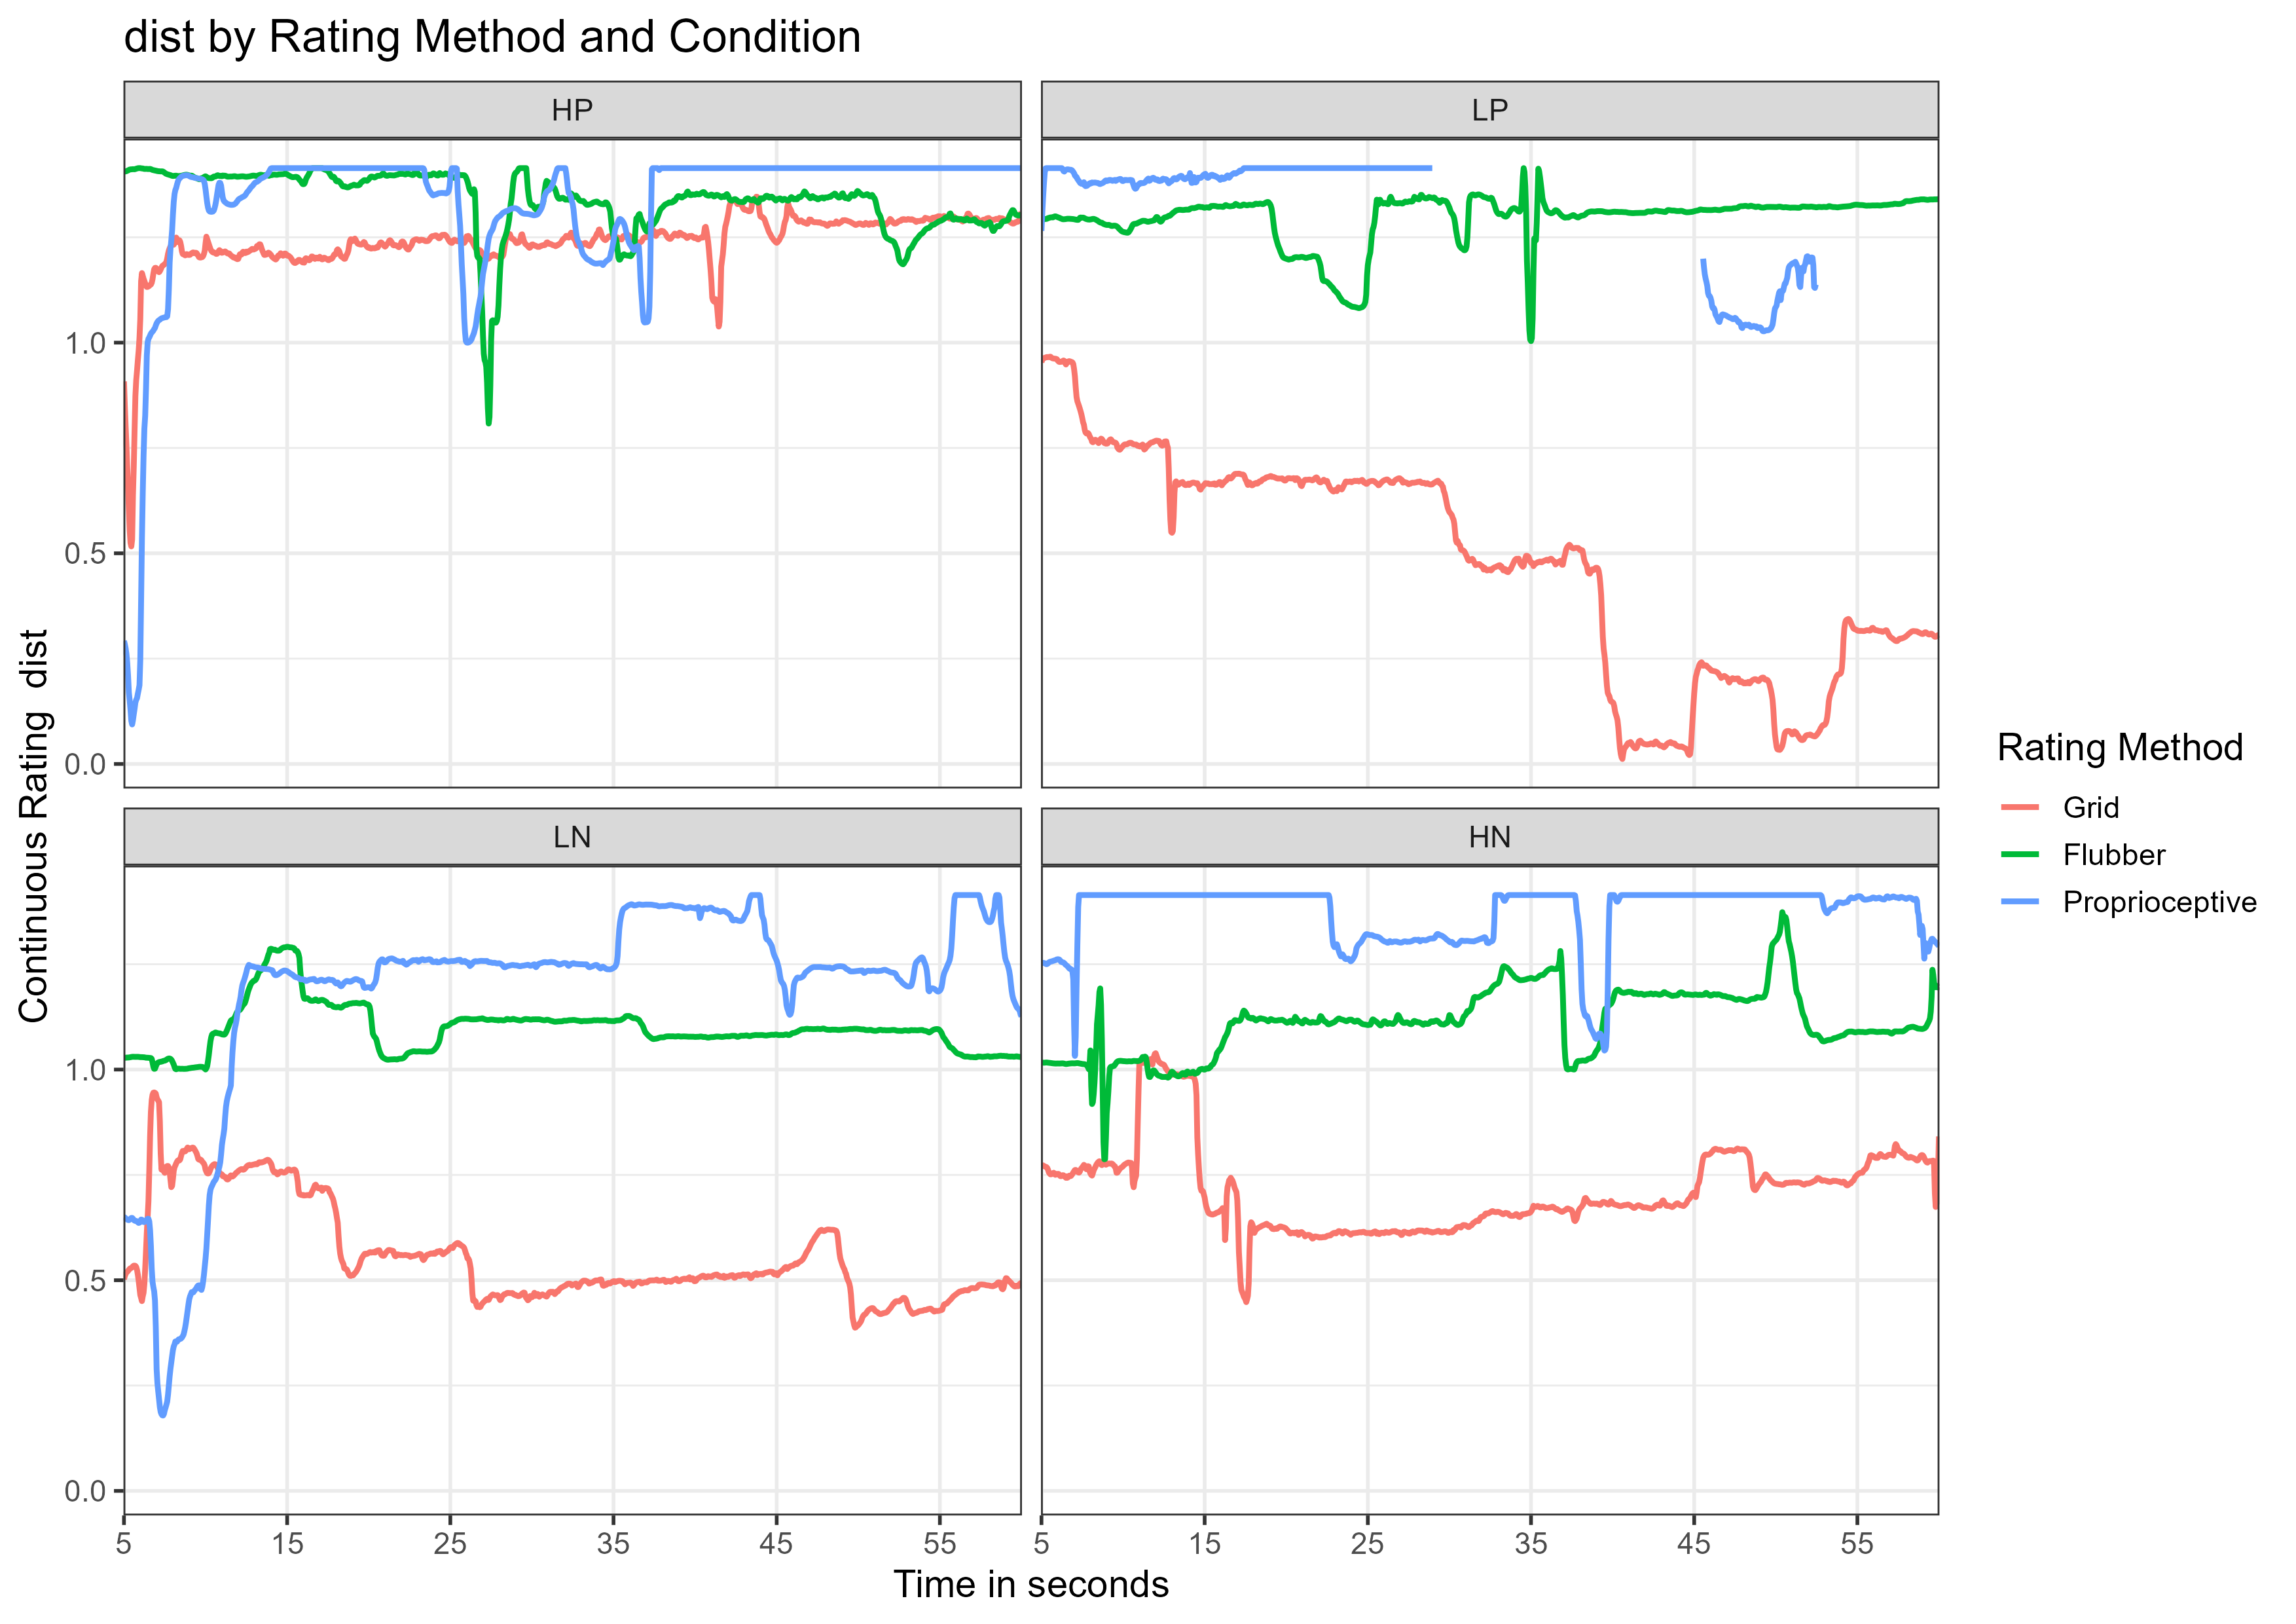 dist by Rating Method and Condition
HP
LP
1.0
0.5
0.0
LN
HN
1.0
0.5
0.0
5 15 25 35 45 55
5 15 25 35 45 55
Time in seconds
Continuous Rating dist
Rating Method
Grid
Flubber
Proprioceptive